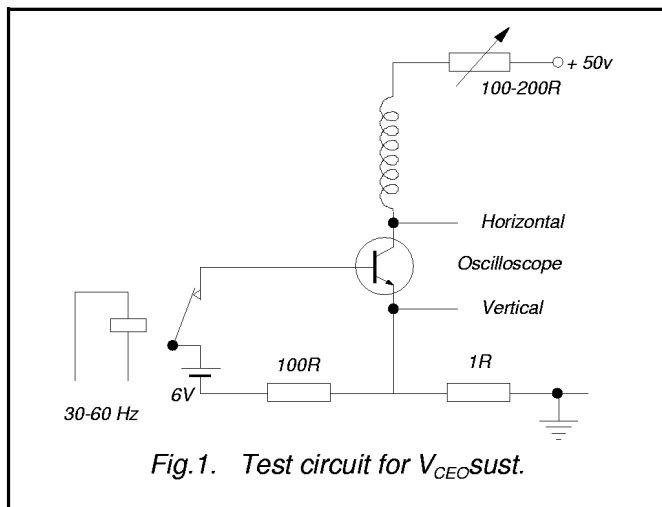 + 50v
100-200R
Horizontal
Oscilloscope
Vertical
100R
1R
6V
30-60 Hz
Fig.1. Test circuit for VCEOsust.